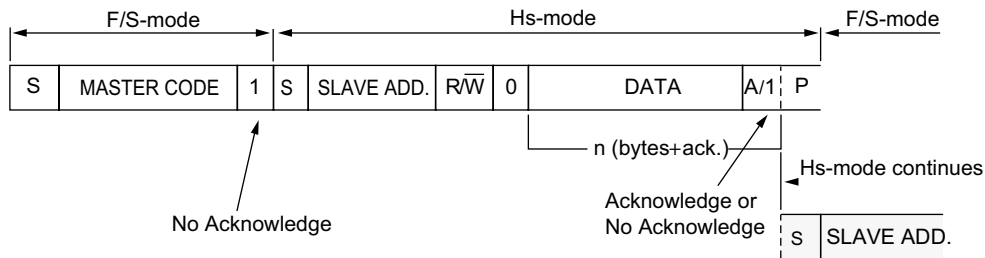 F/S-mode Hs-mode F/S-mode
S MASTER CODE 1 S SLAVE ADD. R/W̅ 0 DATA A/1 P
n (bytes+ack.)
Hs-mode continues
No Acknowledge
Acknowledge or
No Acknowledge
S SLAVE ADD.